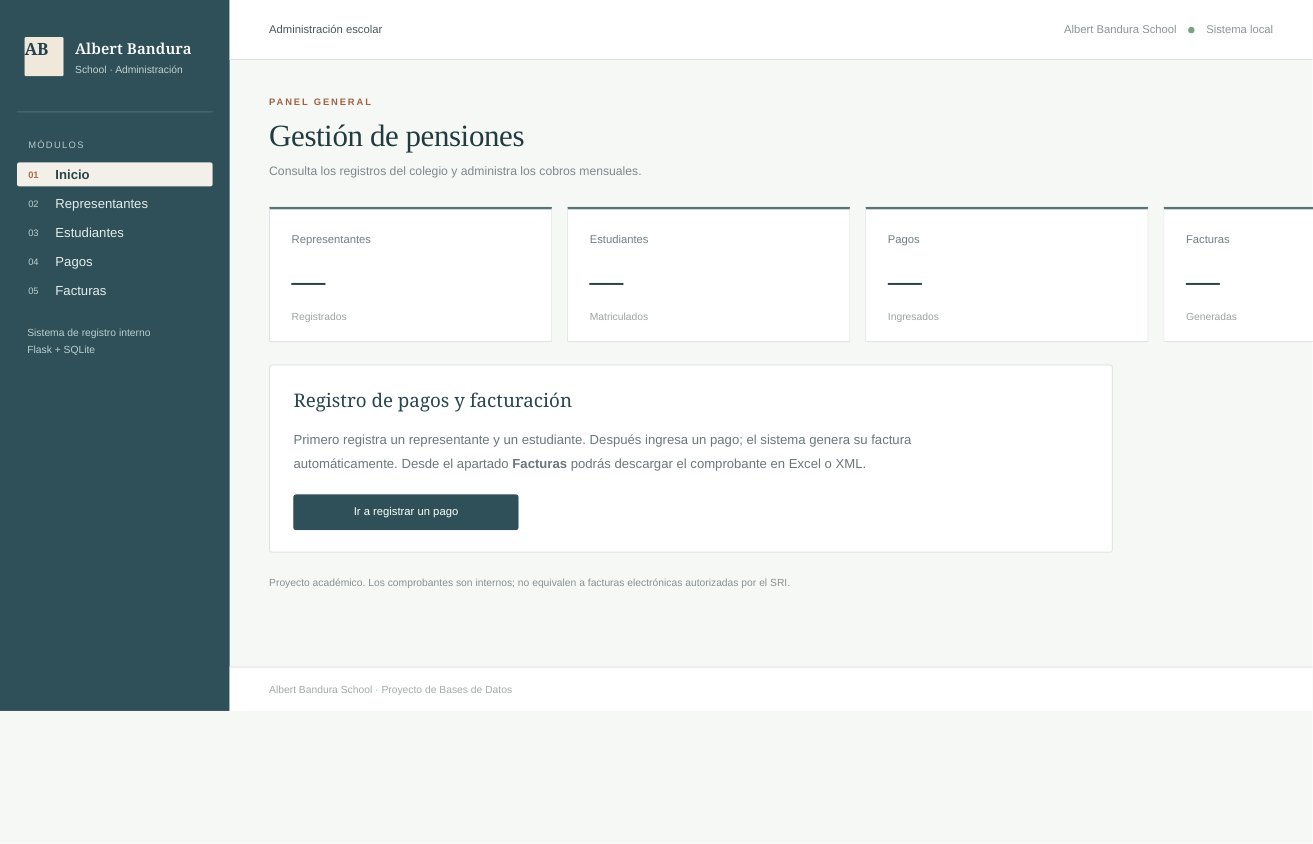 AB
Albert Bandura
School · Administración
MÓDULOS
01 Inicio
02 Representantes
03 Estudiantes
04 Pagos
05 Facturas
Sistema de registro interno
Flask + SQLite
Administración escolar
Albert Bandura School
Sistema local
PANEL GENERAL
Gestión de pensiones
Consulta los registros del colegio y administra los cobros mensuales.
Representantes
—
Registrados
Estudiantes
—
Matriculados
Pagos
—
Ingresados
Facturas
—
Generadas
Registro de pagos y facturación
Primero registra un representante y un estudiante. Después ingresa un pago; el sistema genera su factura
automáticamente. Desde el apartado Facturas podrás descargar el comprobante en Excel o XML.
Ir a registrar un pago
Proyecto académico. Los comprobantes son internos; no equivalen a facturas electrónicas autorizadas por el SRI.
Albert Bandura School · Proyecto de Bases de Datos